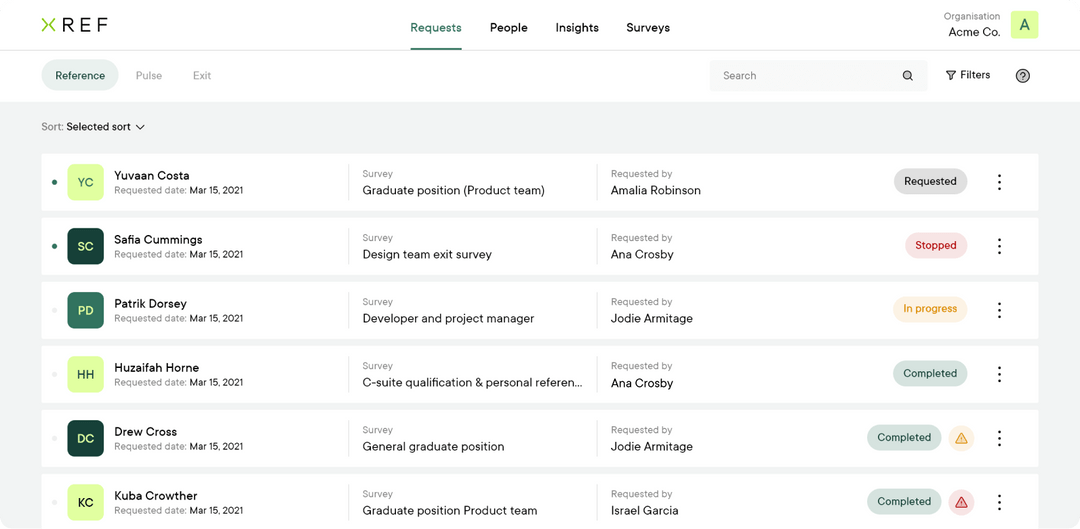 XREF
Requests People Insights Surveys
Organisation
Acme Co.
A
Reference Pulse Exit
Search
Filters
?
Sort: Selected sort
YC
Yuvaan Costa
Requested date: Mar 15, 2021
Survey
Graduate position (Product team)
Requested by
Amalia Robinson
Requested
SC
Safia Cummings
Requested date: Mar 15, 2021
Survey
Design team exit survey
Requested by
Ana Crosby
Stopped
PD
Patrik Dorsey
Requested date: Mar 15, 2021
Survey
Developer and project manager
Requested by
Jodie Armitage
In progress
HH
Huzaifah Horne
Requested date: Mar 15, 2021
Survey
C-suite qualification & personal referen...
Requested by
Ana Crosby
Completed
DC
Drew Cross
Requested date: Mar 15, 2021
Survey
General graduate position
Requested by
Jodie Armitage
Completed
KC
Kuba Crowther
Requested date: Mar 15, 2021
Survey
Graduate position Product team
Requested by
Israel Garcia
Completed